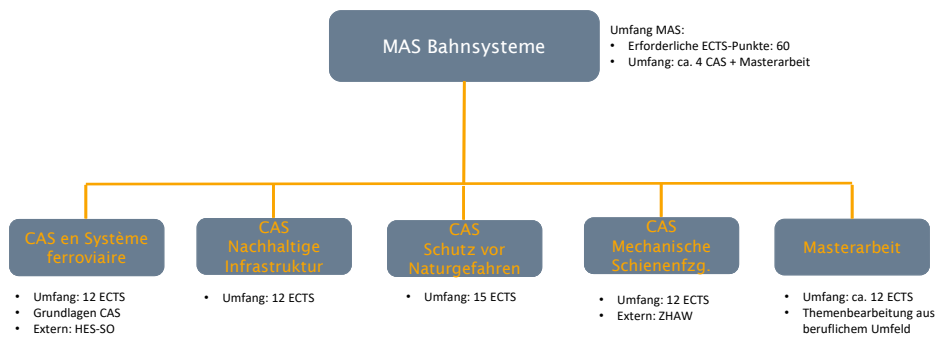 MAS Bahnsysteme
Umfang MAS:
• Erforderliche ECTS-Punkte: 60
• Umfang: ca. 4 CAS + Masterarbeit
CAS en Système
ferroviaire
• Umfang: 12 ECTS
• Grundlagen CAS
• Extern: HES-SO
CAS
Nachhaltige
Infrastruktur
• Umfang: 12 ECTS
CAS
Schutz vor
Naturgefahren
• Umfang: 15 ECTS
CAS
Mechanische
Schienenfzg.
• Umfang: 12 ECTS
• Extern: ZHAW
Masterarbeit
• Umfang: ca. 12 ECTS
• Themenbearbeitung aus
beruflichem Umfeld